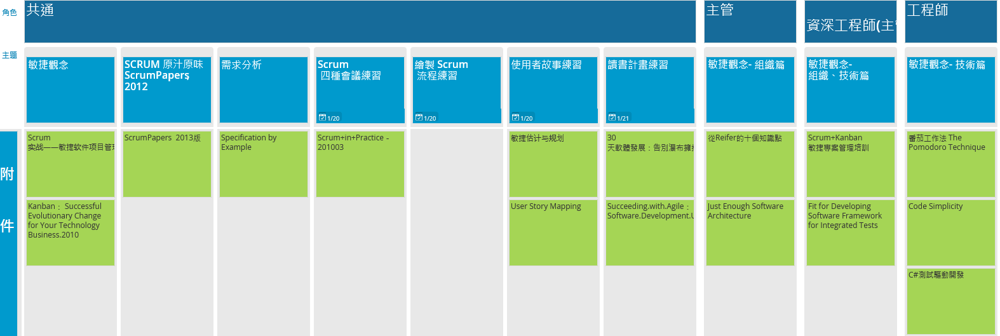 角色
共通
主管
資深工程師(主
工程師
主題
敏捷觀念
SCRUM 原汁原味
ScrumPapers
2012
需求分析
Scrum
四種會議練習
1/20
繪製 Scrum
流程練習
1/20
使用者故事練習
1/20
讀書計畫練習
1/21
敏捷觀念- 組織篇
敏捷觀念-
組織、技術篇
敏捷觀念- 技術篇
附
件
Scrum
实战——敏捷软件项目管
ScrumPapers 2013版
Specification by
Example
Scrum+in+Practice –
201003
敏捷估计与规划
30
天軟體發展：告別瀑布擁
從Reifer的十個知識點
Scrum+Kanban
敏捷專案管理培訓
番茄工作法 The
Pomodoro Technique
Kanban： Successful
Evolutionary Change
for Your Technology
Business.2010
User Story Mapping
Succeeding.with.Agile：
Software.Development.U
Just Enough Software
Architecture
Fit for Developing
Software Framework
for Integrated Tests
Code Simplicity
C#測試驅動開發